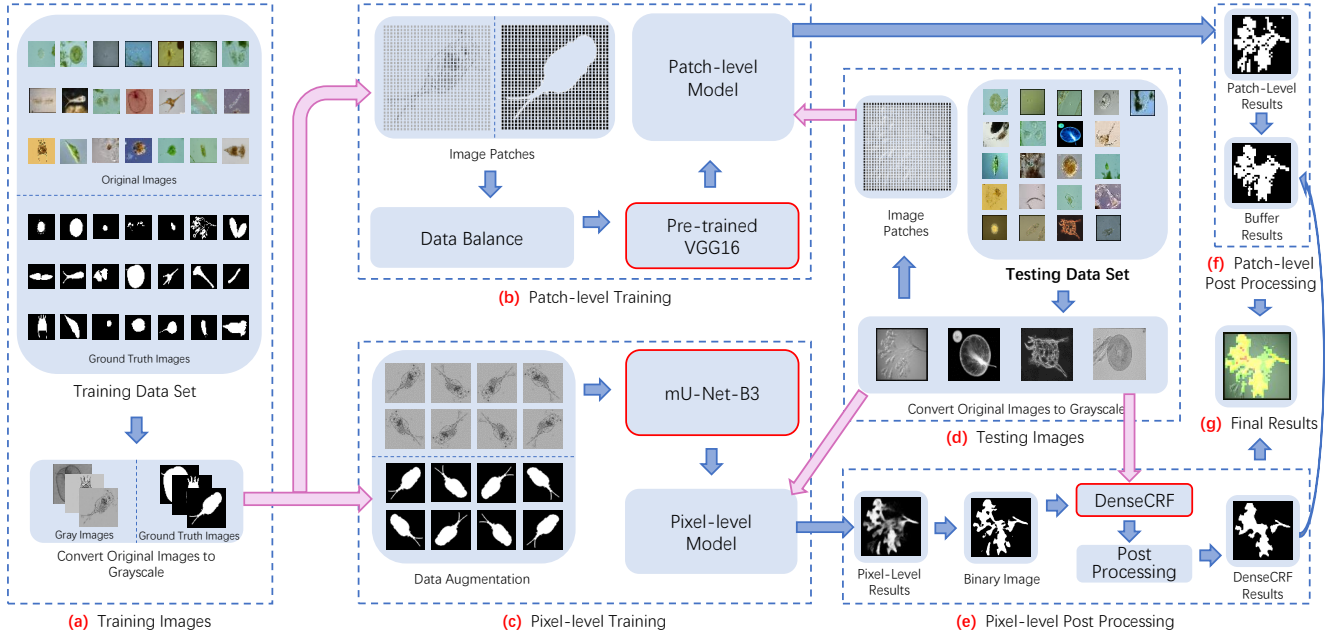 Original Images
Ground Truth Images
Training Data Set
Gray Images
Ground Truth Images
Convert Original Images to
Grayscale
(a) Training Images
Image Patches
Data Balance
Patch-level
Model
Pre-trained
VGG16
(b) Patch-level Training
Data Augmentation
mU-Net-B3
Pixel-level
Model
(c) Pixel-level Training
Image
Patches
Testing Data Set
Convert Original Images to Grayscale
(d) Testing Images
Pixel-Level
Results
Binary Image
DenseCRF
Post
Processing
DenseCRF
Results
(e) Pixel-level Post Processing
Patch-Level
Results
Buffer
Results
(f) Patch-level
Post Processing
(g) Final Results